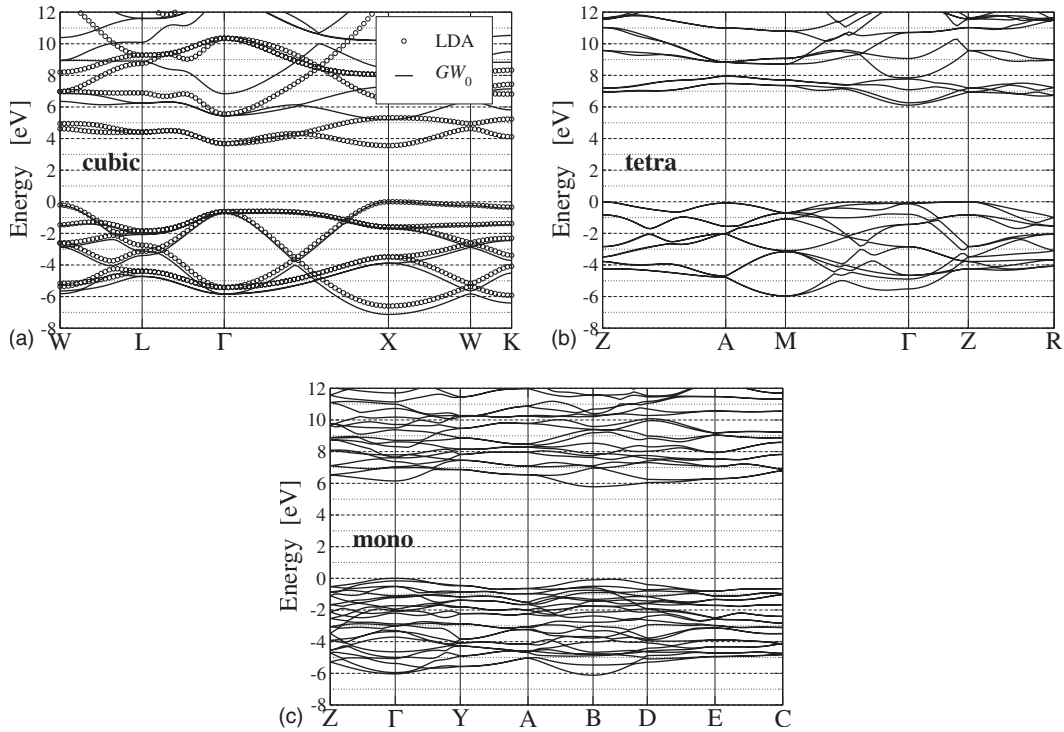 12
10
8
6
4
2
0
-2
-4
-6
-8
Energy [eV]
cubic
LDA
GW₀
(a)
W L Γ X W K
12
10
8
6
4
2
0
-2
-4
-6
-8
Energy [eV]
tetra
(b)
Z A M Γ Z R
12
10
8
6
4
2
0
-2
-4
-6
-8
Energy [eV]
mono
(c)
Z Γ Y A B D E C